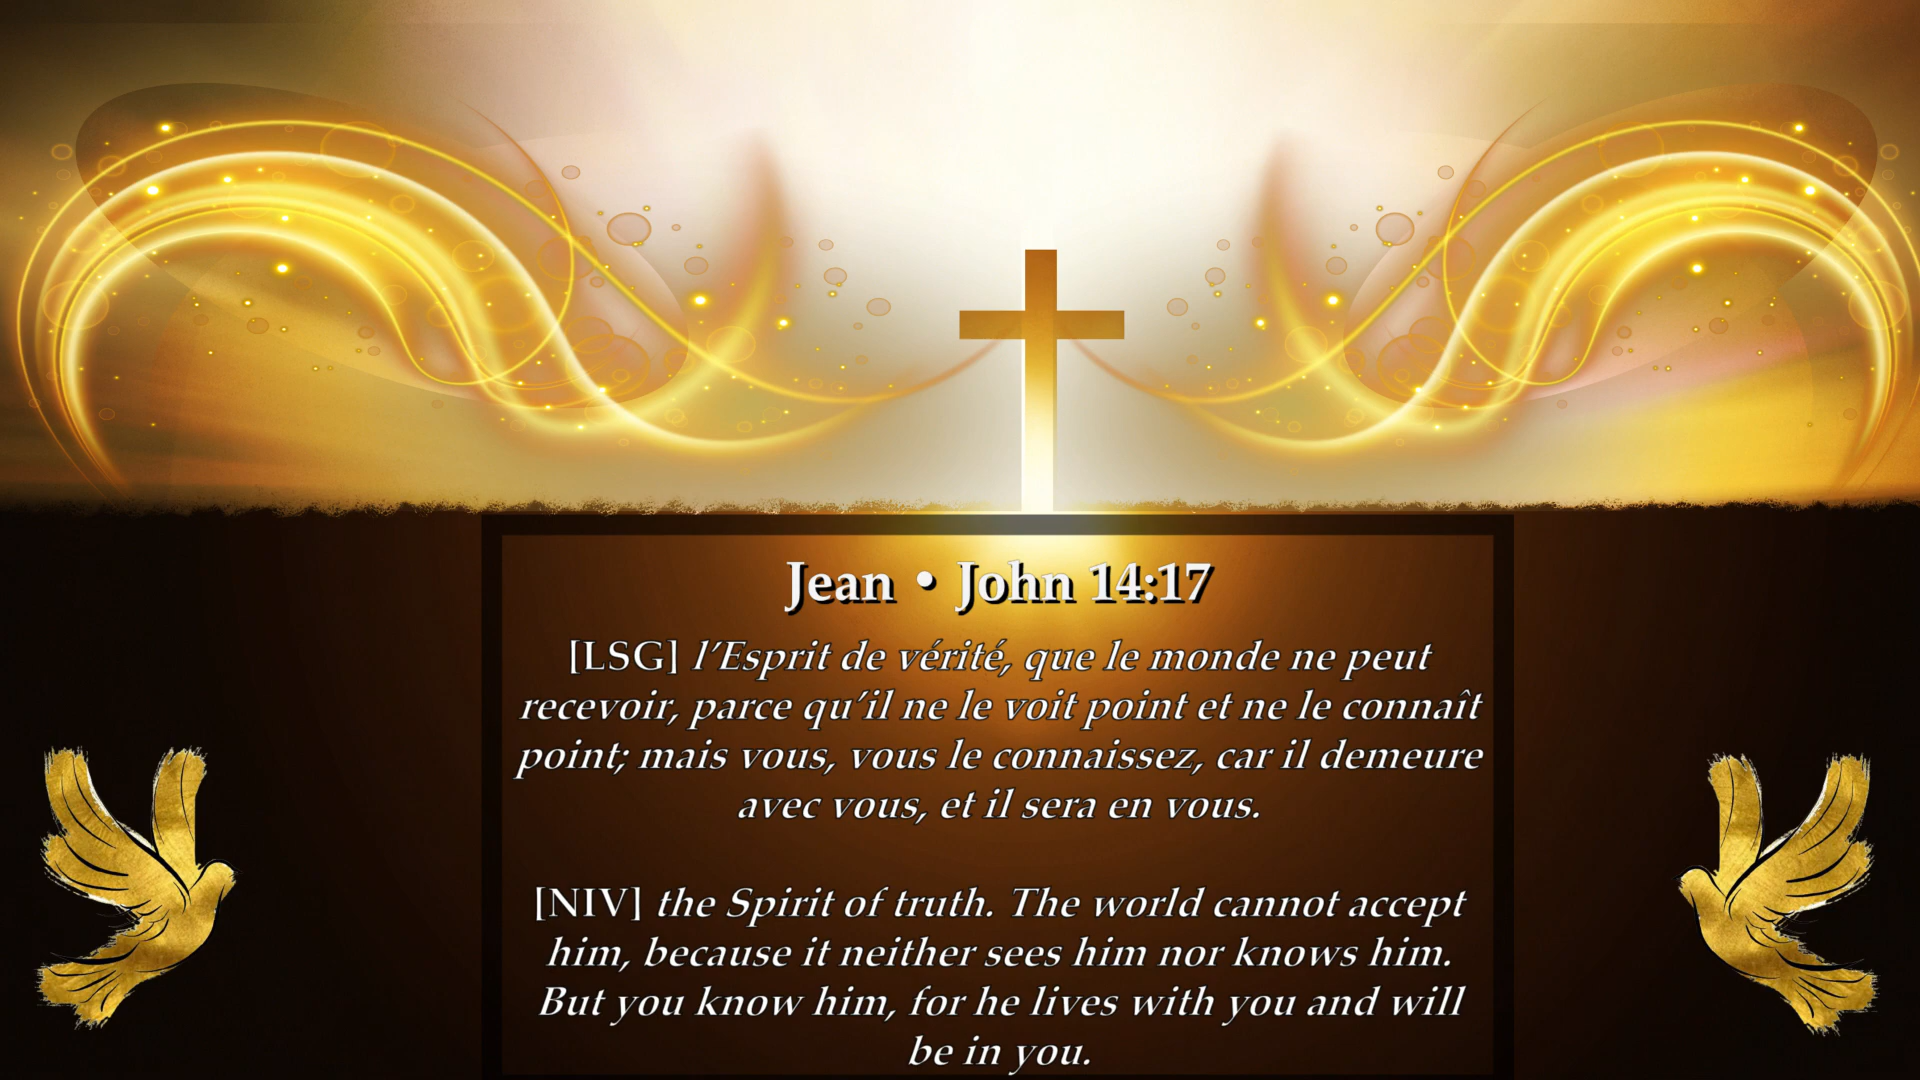 Jean • John 14:17
[LSG] l’Esprit de vérité, que le monde ne peut
recevoir, parce qu’il ne le voit point et ne le connaît
point; mais vous, vous le connaissez, car il demeure
avec vous, et il sera en vous.
[NIV] the Spirit of truth. The world cannot accept
him, because it neither sees him nor knows him.
But you know him, for he lives with you and will
be in you.